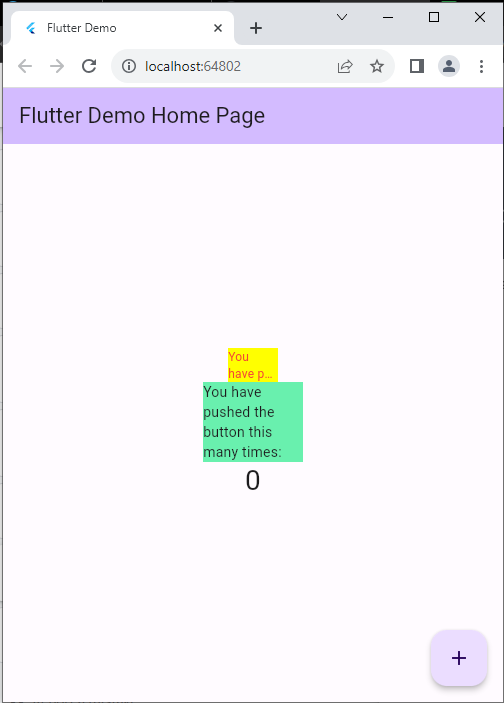 Flutter Demo
localhost:64802
Flutter Demo Home Page
You
have p...
You have
pushed the
button this
many times:
0